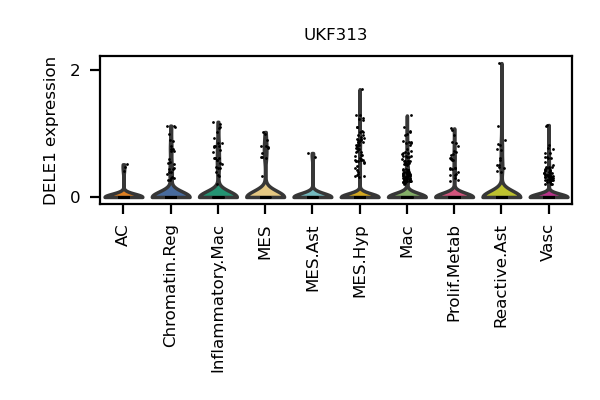 UKF313
DELE1 expression
2
0
AC
Chromatin.Reg
Inflammatory.Mac
MES
MES.Ast
MES.Hyp
Mac
Prolif.Metab
Reactive.Ast
Vasc